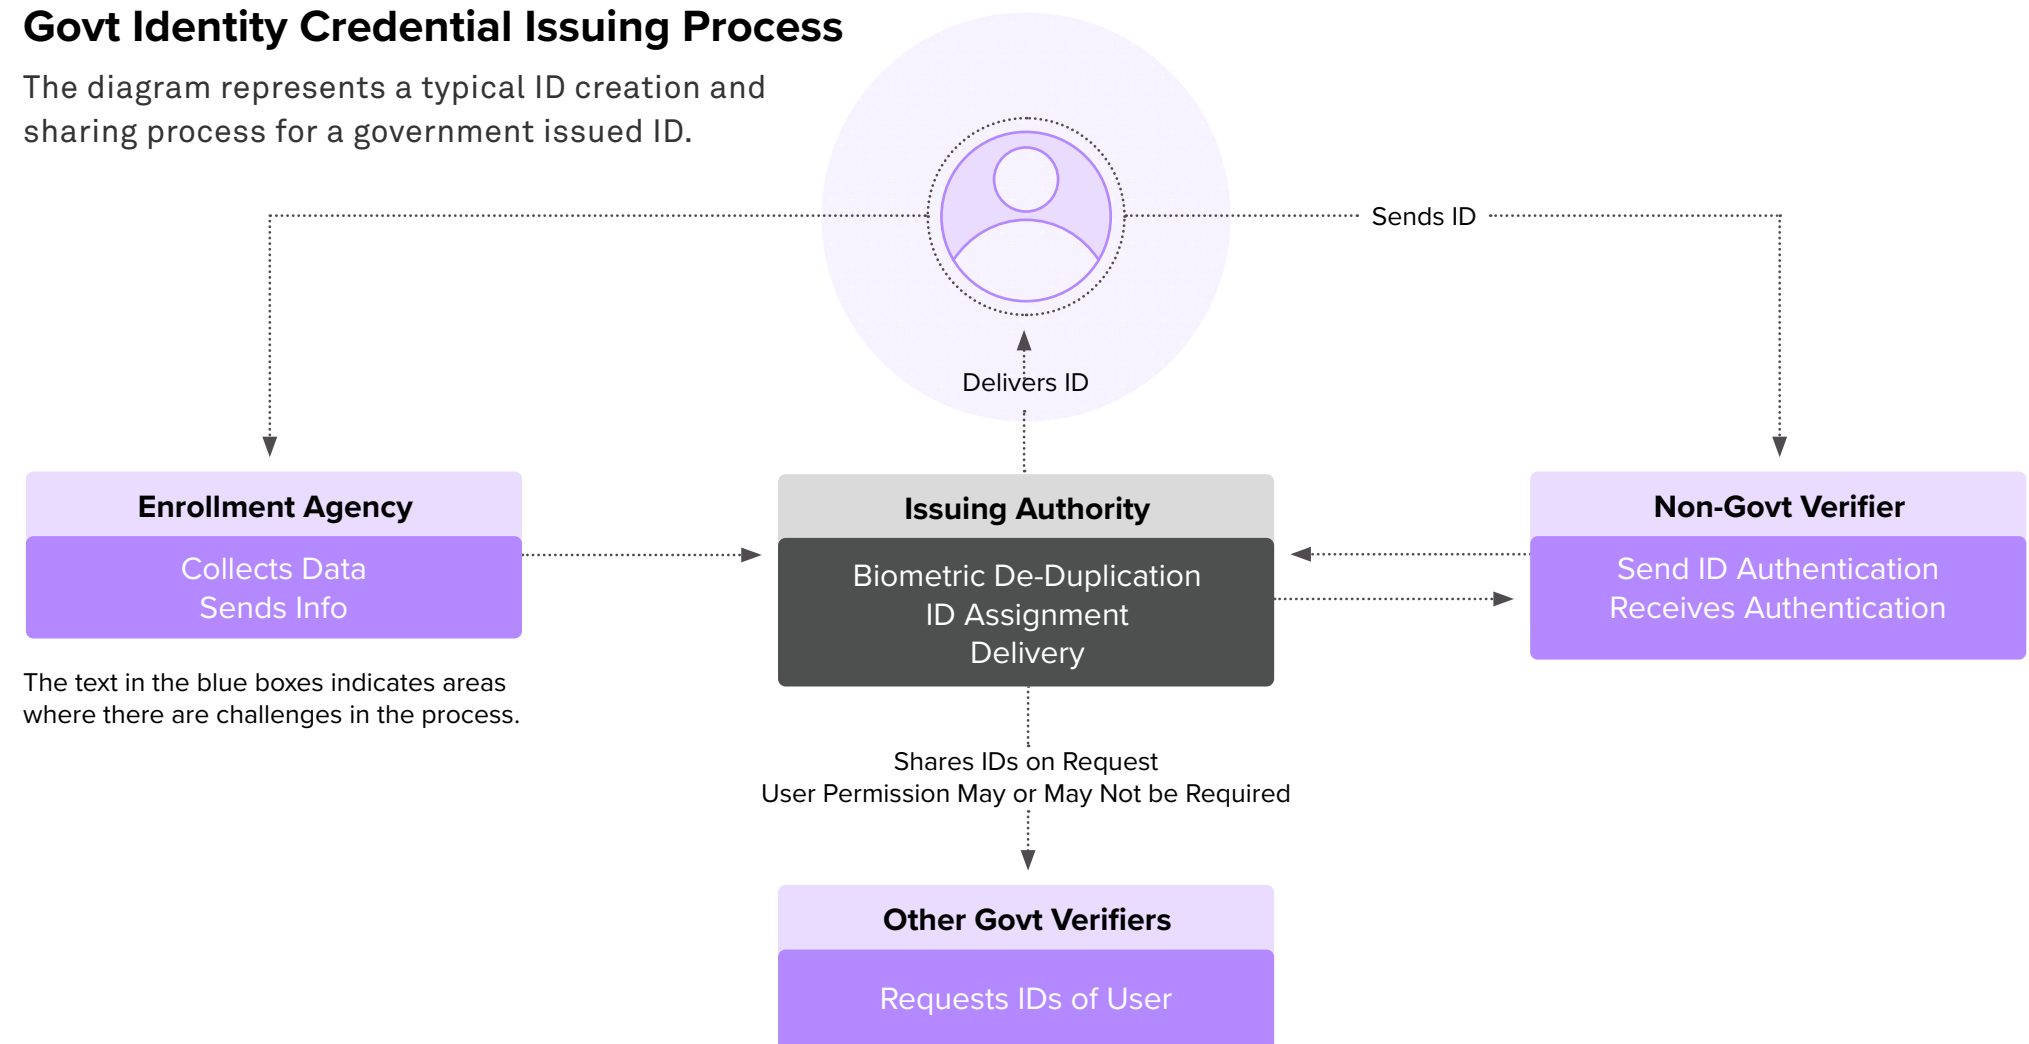 Govt Identity Credential Issuing Process
The diagram represents a typical ID creation and
sharing process for a government issued ID.
Sends ID
Delivers ID
Enrollment Agency
Collects Data
Sends Info
The text in the blue boxes indicates areas
where there are challenges in the process.
Issuing Authority
Biometric De-Duplication
ID Assignment
Delivery
Non-Govt Verifier
Send ID Authentication
Receives Authentication
Shares IDs on Request
User Permission May or May Not be Required
Other Govt Verifiers
Requests IDs of User